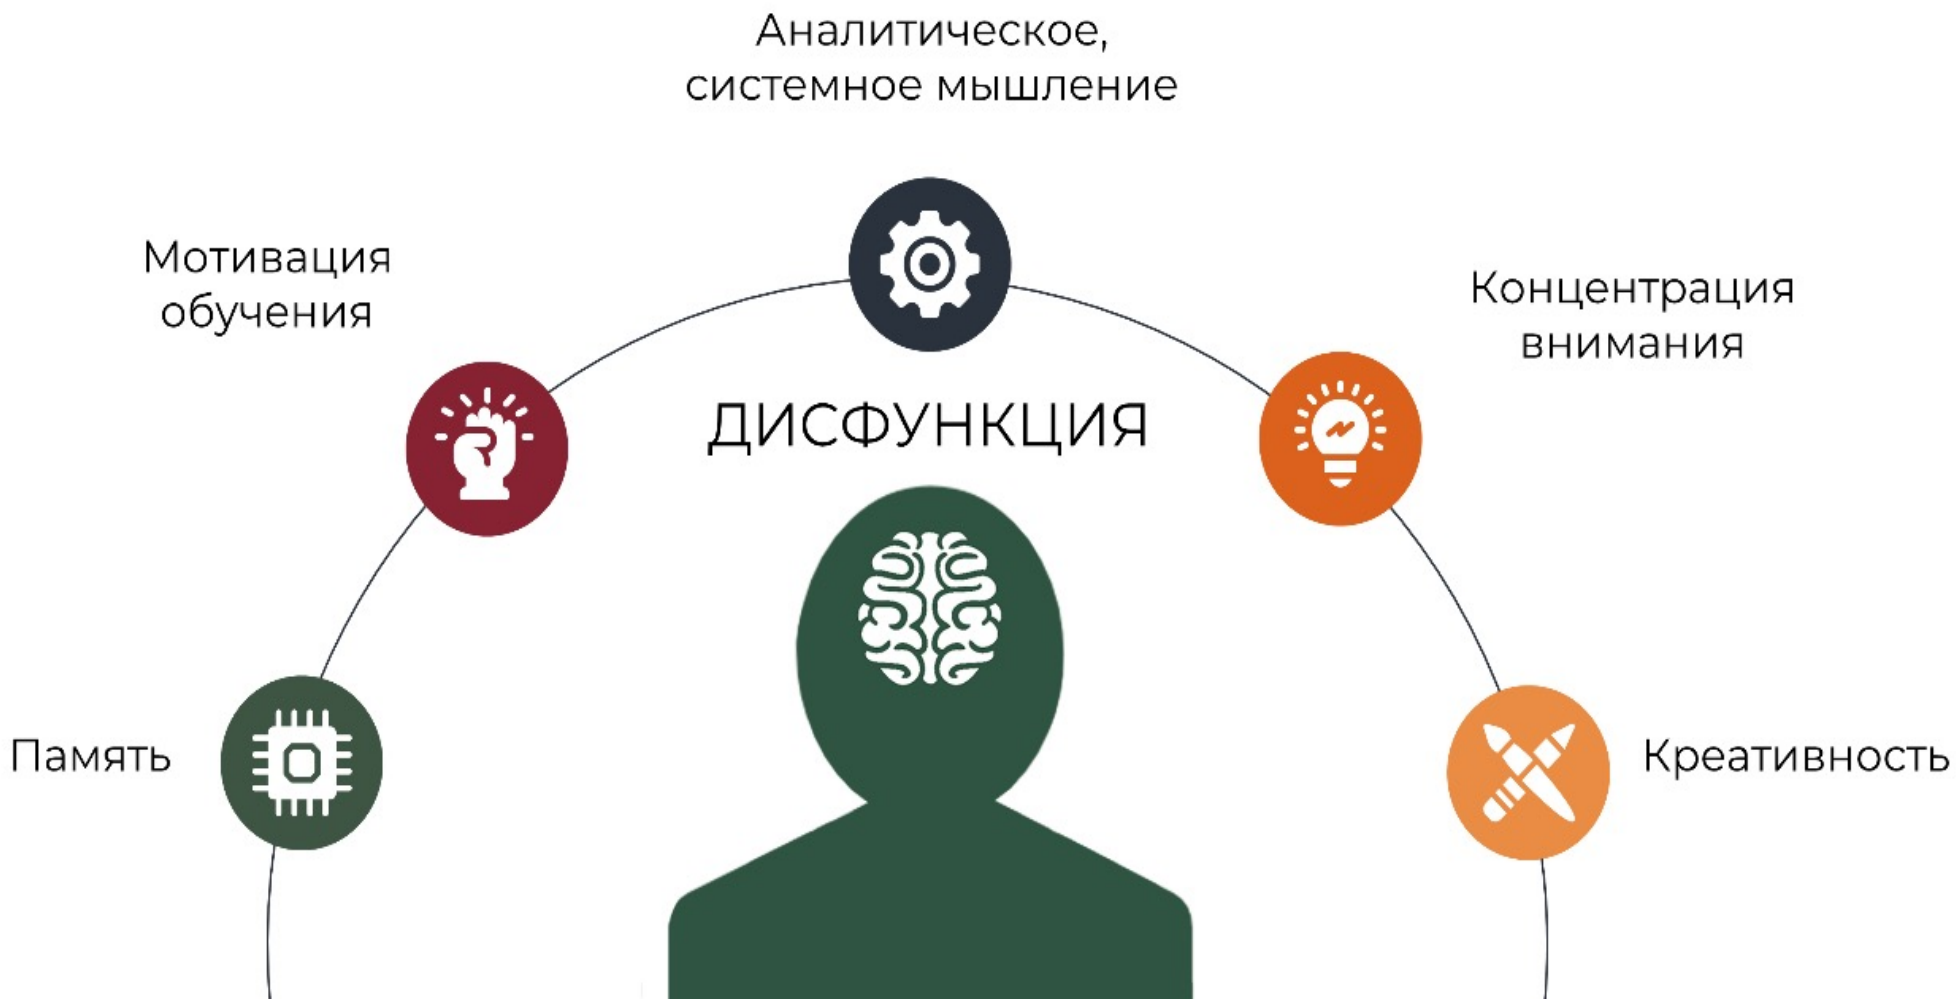 Аналитическое,
системное мышление
Мотивация
обучения
Концентрация
внимания
ДИСФУНКЦИЯ
Память
Креативность